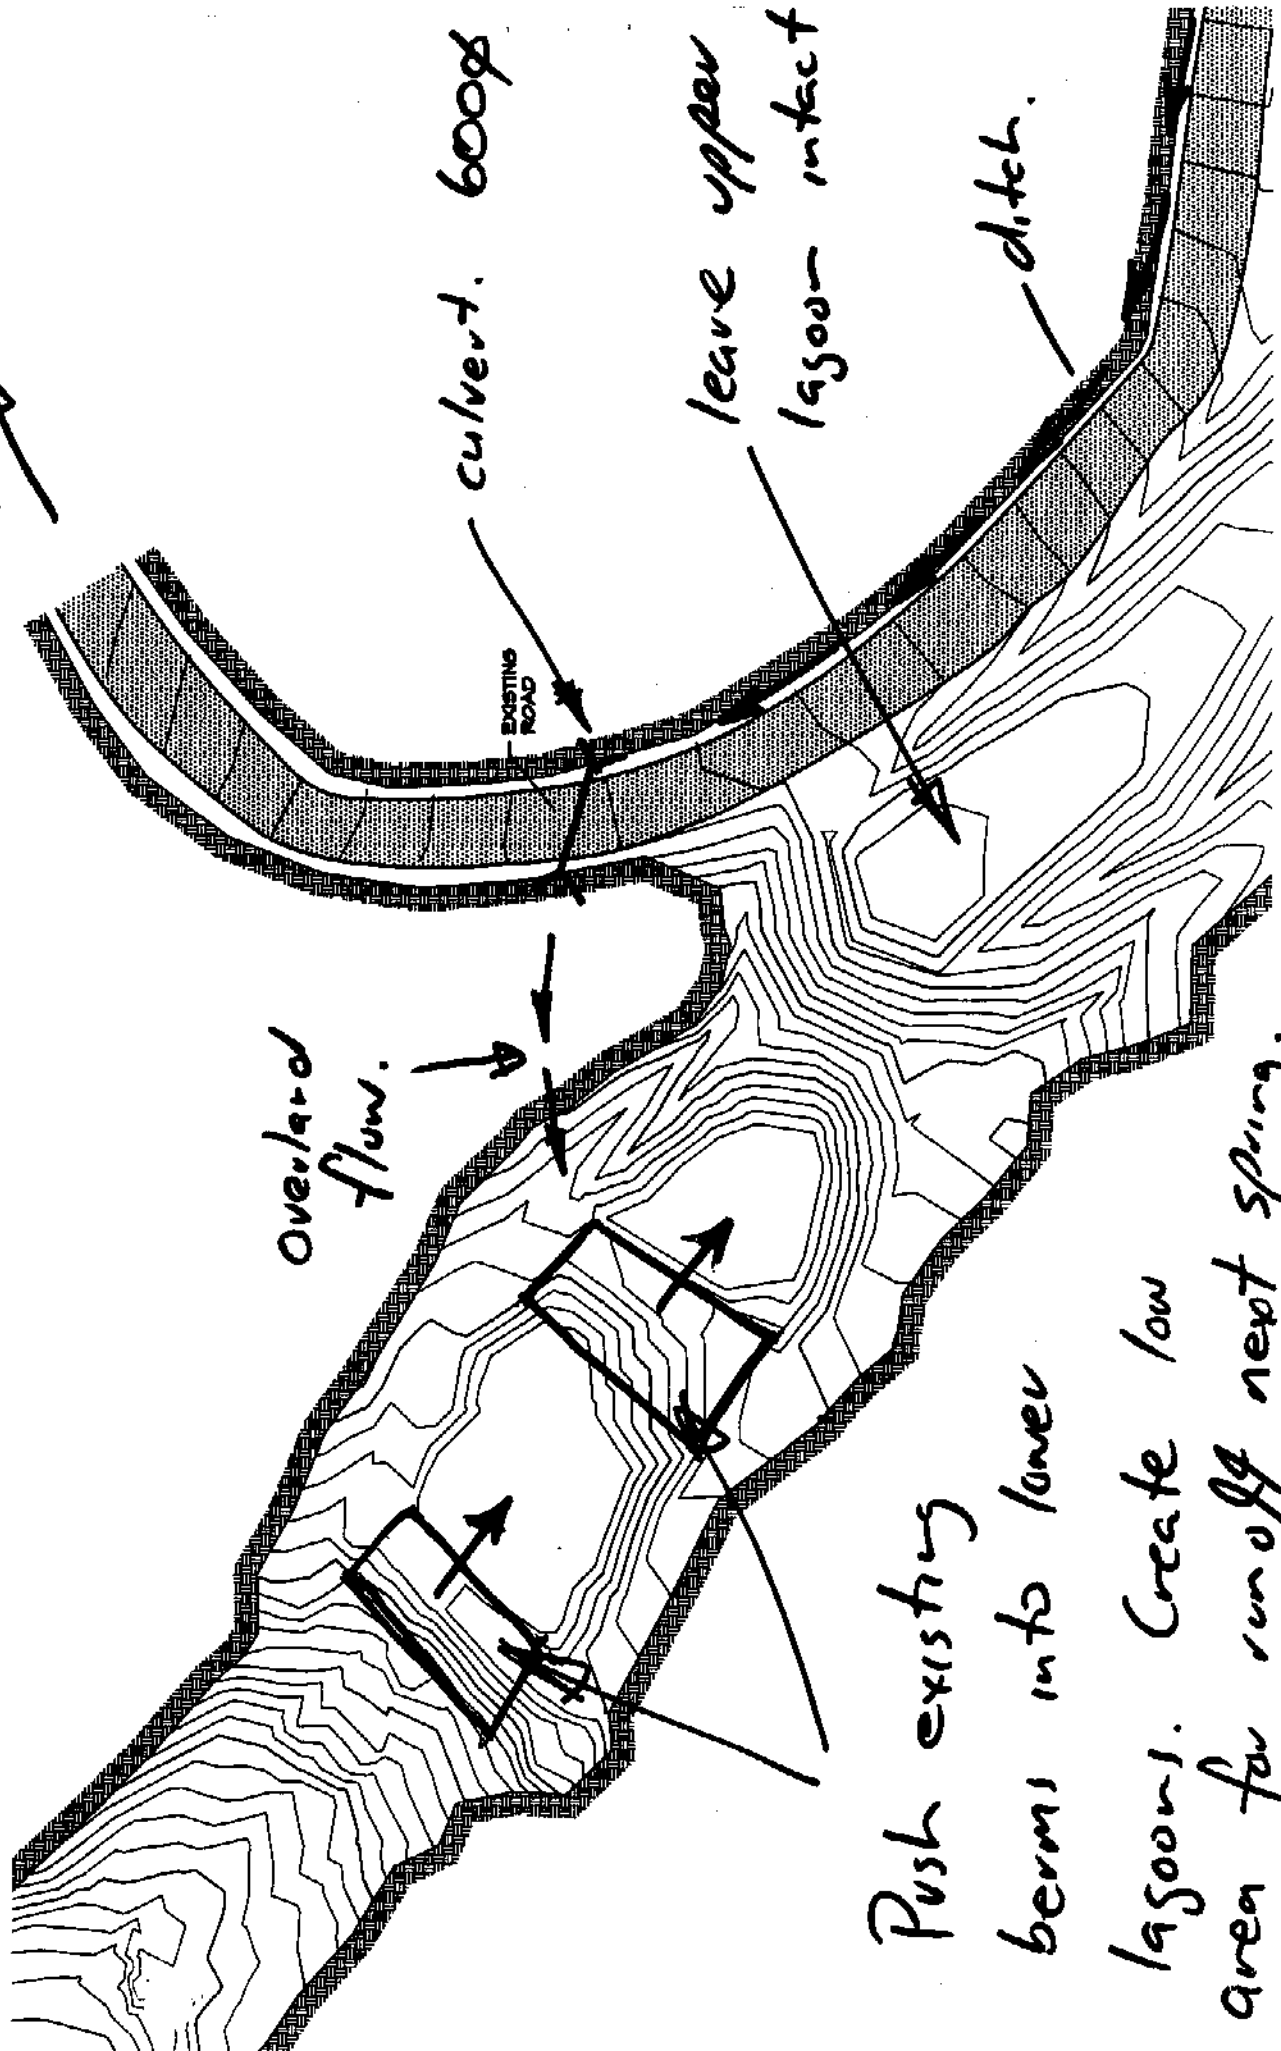 culvert. 600ø
leave upper
lagoon intact
ditch.
EXISTING
ROAD
Overland
flow.
Push existing
berms into lower
lagoons. Create low
area for runoff next spring.